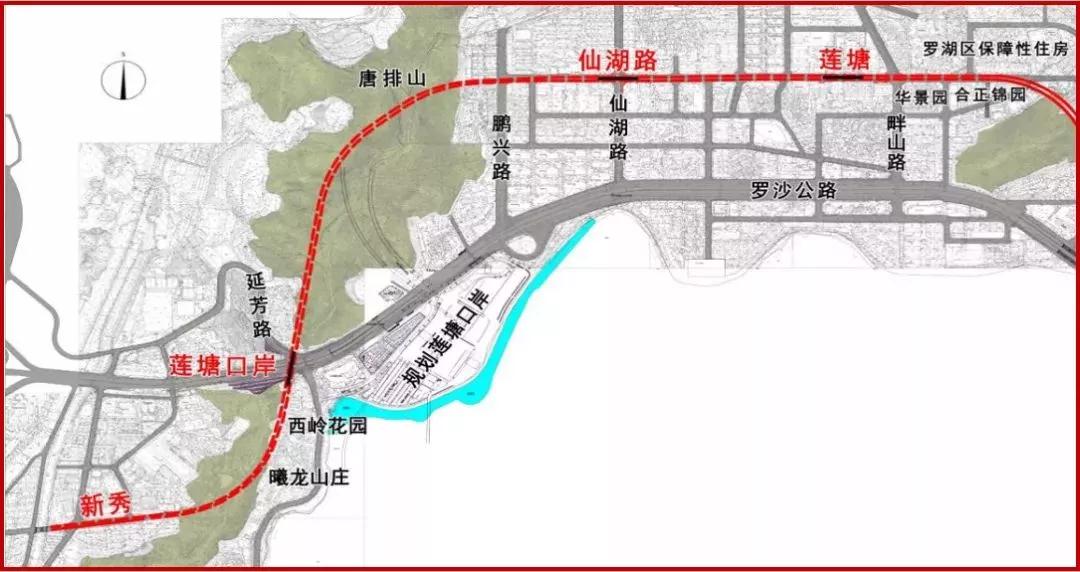 罗湖区保障性住房
仙湖路
莲塘
唐排山
华景园
合正锦园
仙湖路
鹏兴路
畔山路
罗沙公路
延芳路
规划莲塘口岸
莲塘口岸
西岭花园
曦龙山庄
新秀